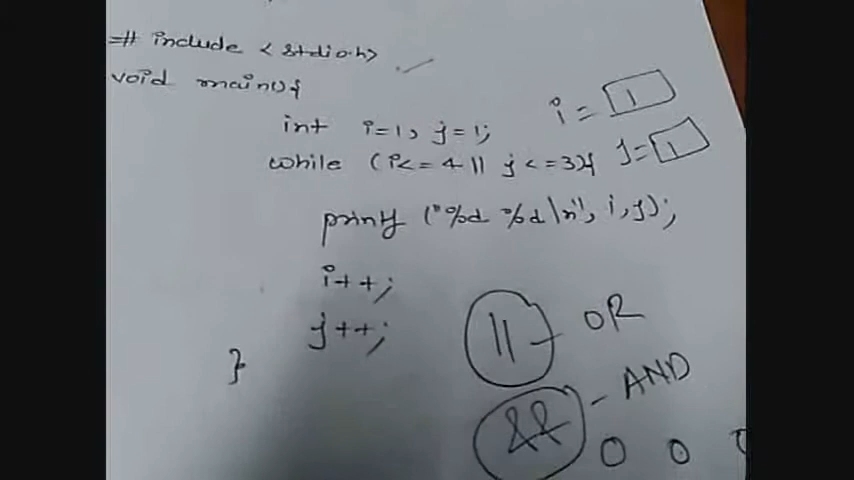 # include <stdio.h>
void main(){
int i=1, j=1;
i = 1
while (i<=4 || j<=3){
j= 1
printf ("%d %d\n", i,j);
i++;
j++;
|| - OR
}
&& - AND
0 0